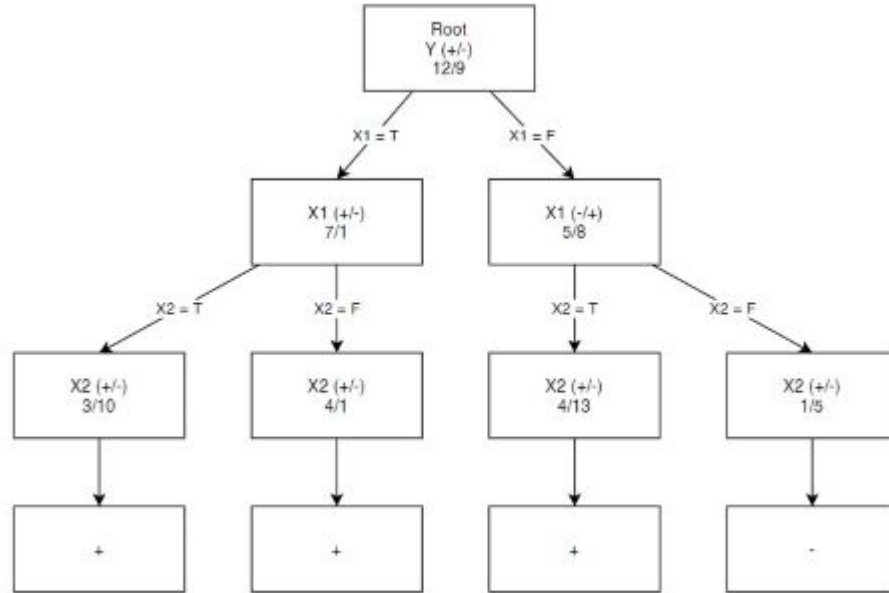 Root
Y (+/-)
12/9
X1 = T
X1 = F
X1 (+/-)
7/1
X1 (-/+)
5/8
X2 = T
X2 = F
X2 = T
X2 = F
X2 (+/-)
3/10
X2 (+/-)
4/1
X2 (+/-)
4/13
X2 (+/-)
1/5
+
+
+
-